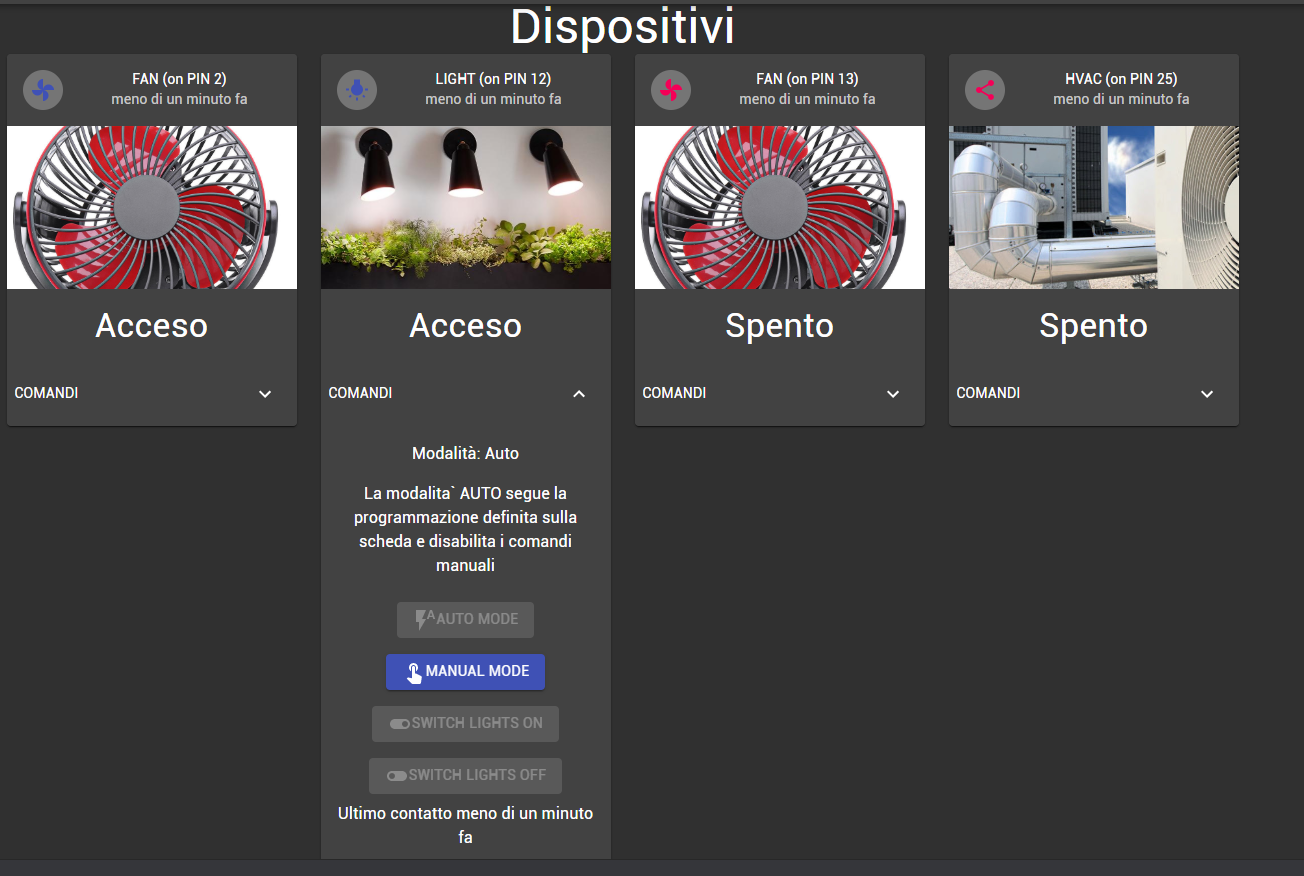 Dispositivi
FAN (on PIN 2)
meno di un minuto fa
Acceso
COMANDI
LIGHT (on PIN 12)
meno di un minuto fa
Acceso
COMANDI
Modalità: Auto
La modalita` AUTO segue la
programmazione definita sulla
scheda e disabilita i comandi
manuali
AUTO MODE
MANUAL MODE
SWITCH LIGHTS ON
SWITCH LIGHTS OFF
Ultimo contatto meno di un minuto
fa
FAN (on PIN 13)
meno di un minuto fa
Spento
COMANDI
HVAC (on PIN 25)
meno di un minuto fa
Spento
COMANDI